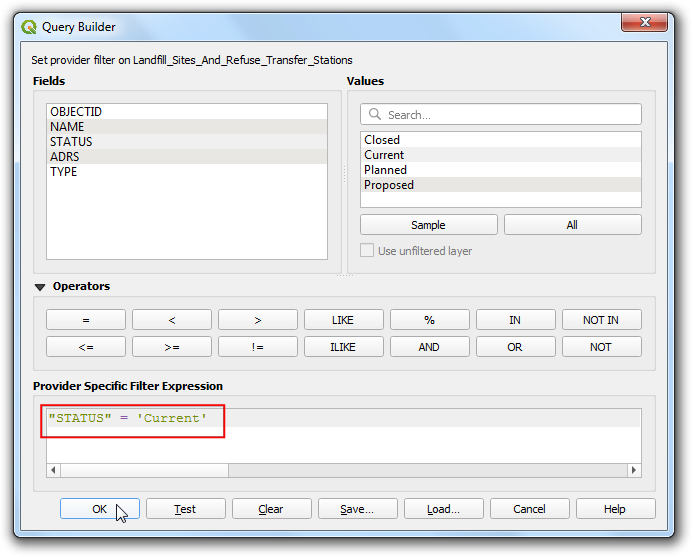 Query Builder
Set provider filter on Landfill_Sites_And_Refuse_Transfer_Stations
Fields
Values
OBJECTID
NAME
STATUS
ADRS
TYPE
Search...
Closed
Current
Planned
Proposed
Sample
All
Use unfiltered layer
Operators
= < > LIKE % IN NOT IN
<= >= != ILIKE AND OR NOT
Provider Specific Filter Expression
"STATUS" = 'Current'
OK Test Clear Save... Load... Cancel Help